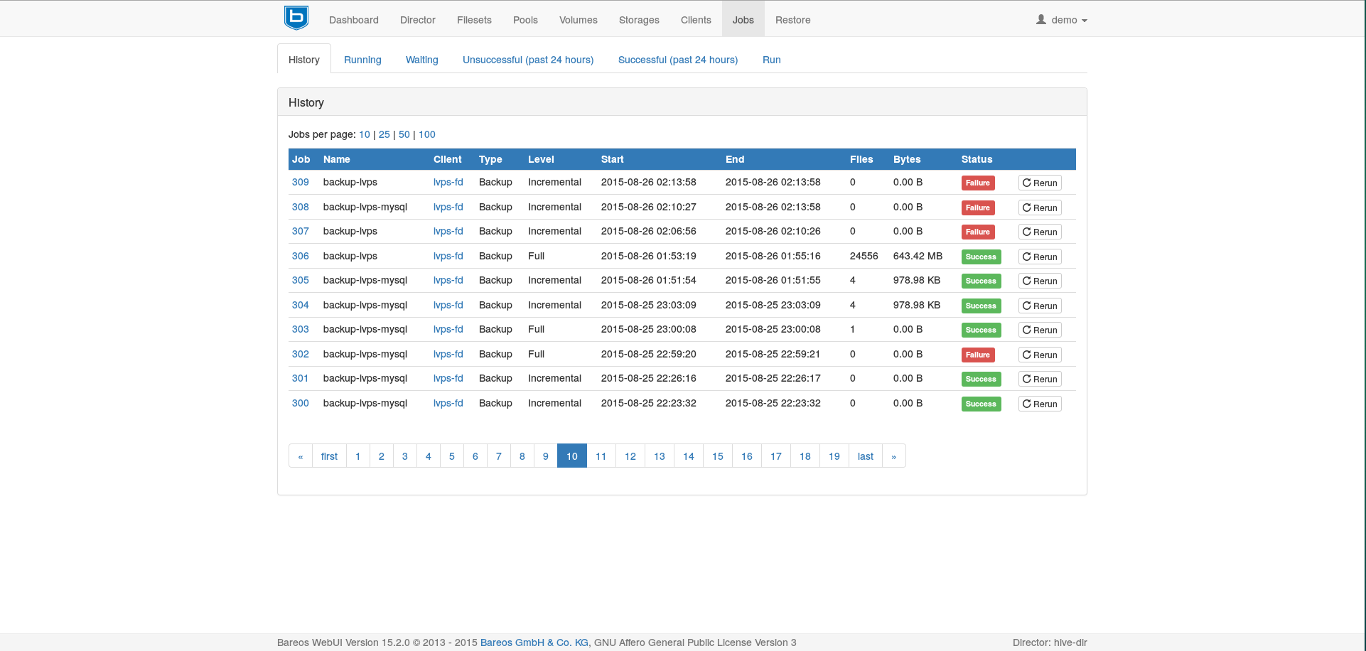 b Dashboard Director Filesets Pools Volumes Storages Clients Jobs Restore demo
History Running Waiting Unsuccessful (past 24 hours) Successful (past 24 hours) Run
History
Jobs per page: 10 | 25 | 50 | 100
Job Name Client Type Level Start End Files Bytes Status
309 backup-lvps lvps-fd Backup Incremental 2015-08-26 02:13:58 2015-08-26 02:13:58 0 0.00 B Failure Rerun
308 backup-lvps-mysql lvps-fd Backup Incremental 2015-08-26 02:10:27 2015-08-26 02:13:58 0 0.00 B Failure Rerun
307 backup-lvps lvps-fd Backup Incremental 2015-08-26 02:06:56 2015-08-26 02:10:26 0 0.00 B Failure Rerun
306 backup-lvps lvps-fd Backup Full 2015-08-26 01:53:19 2015-08-26 01:55:16 24556 643.42 MB Success Rerun
305 backup-lvps-mysql lvps-fd Backup Incremental 2015-08-26 01:51:54 2015-08-26 01:51:55 4 978.98 KB Success Rerun
304 backup-lvps-mysql lvps-fd Backup Incremental 2015-08-25 23:03:09 2015-08-25 23:03:09 4 978.98 KB Success Rerun
303 backup-lvps-mysql lvps-fd Backup Full 2015-08-25 23:00:08 2015-08-25 23:00:08 1 0.00 B Success Rerun
302 backup-lvps-mysql lvps-fd Backup Full 2015-08-25 22:59:20 2015-08-25 22:59:21 0 0.00 B Failure Rerun
301 backup-lvps-mysql lvps-fd Backup Incremental 2015-08-25 22:26:16 2015-08-25 22:26:17 0 0.00 B Success Rerun
300 backup-lvps-mysql lvps-fd Backup Incremental 2015-08-25 22:23:32 2015-08-25 22:23:32 0 0.00 B Success Rerun
« first 1 2 3 4 5 6 7 8 9 10 11 12 13 14 15 16 17 18 19 last »
Bareos WebUI Version 15.2.0 © 2013 - 2015 Bareos GmbH & Co. KG, GNU Affero General Public License Version 3 Director: hive-dir